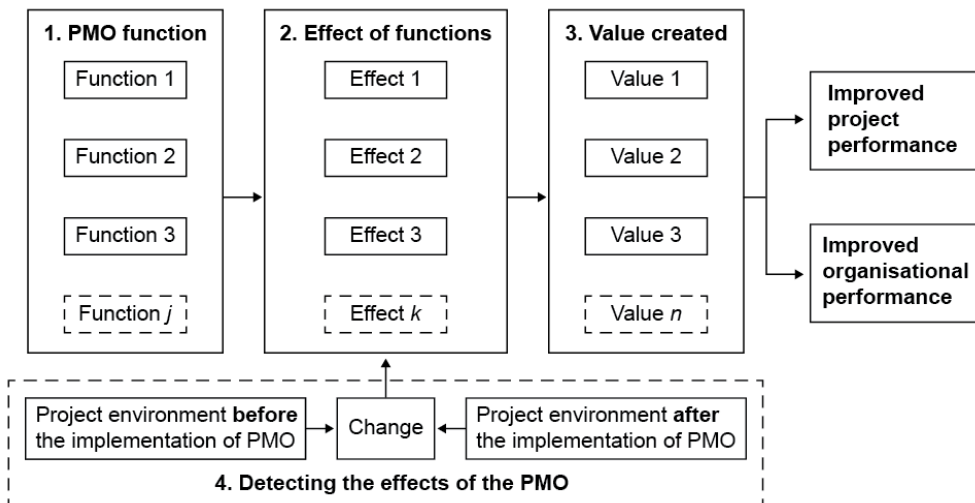 1. PMO function
Function 1
Function 2
Function 3
Function j
2. Effect of functions
Effect 1
Effect 2
Effect 3
Effect k
3. Value created
Value 1
Value 2
Value 3
Value n
Improved
project
performance
Improved
organisational
performance
Project environment before
the implementation of PMO
Change
Project environment after
the implementation of PMO
4. Detecting the effects of the PMO